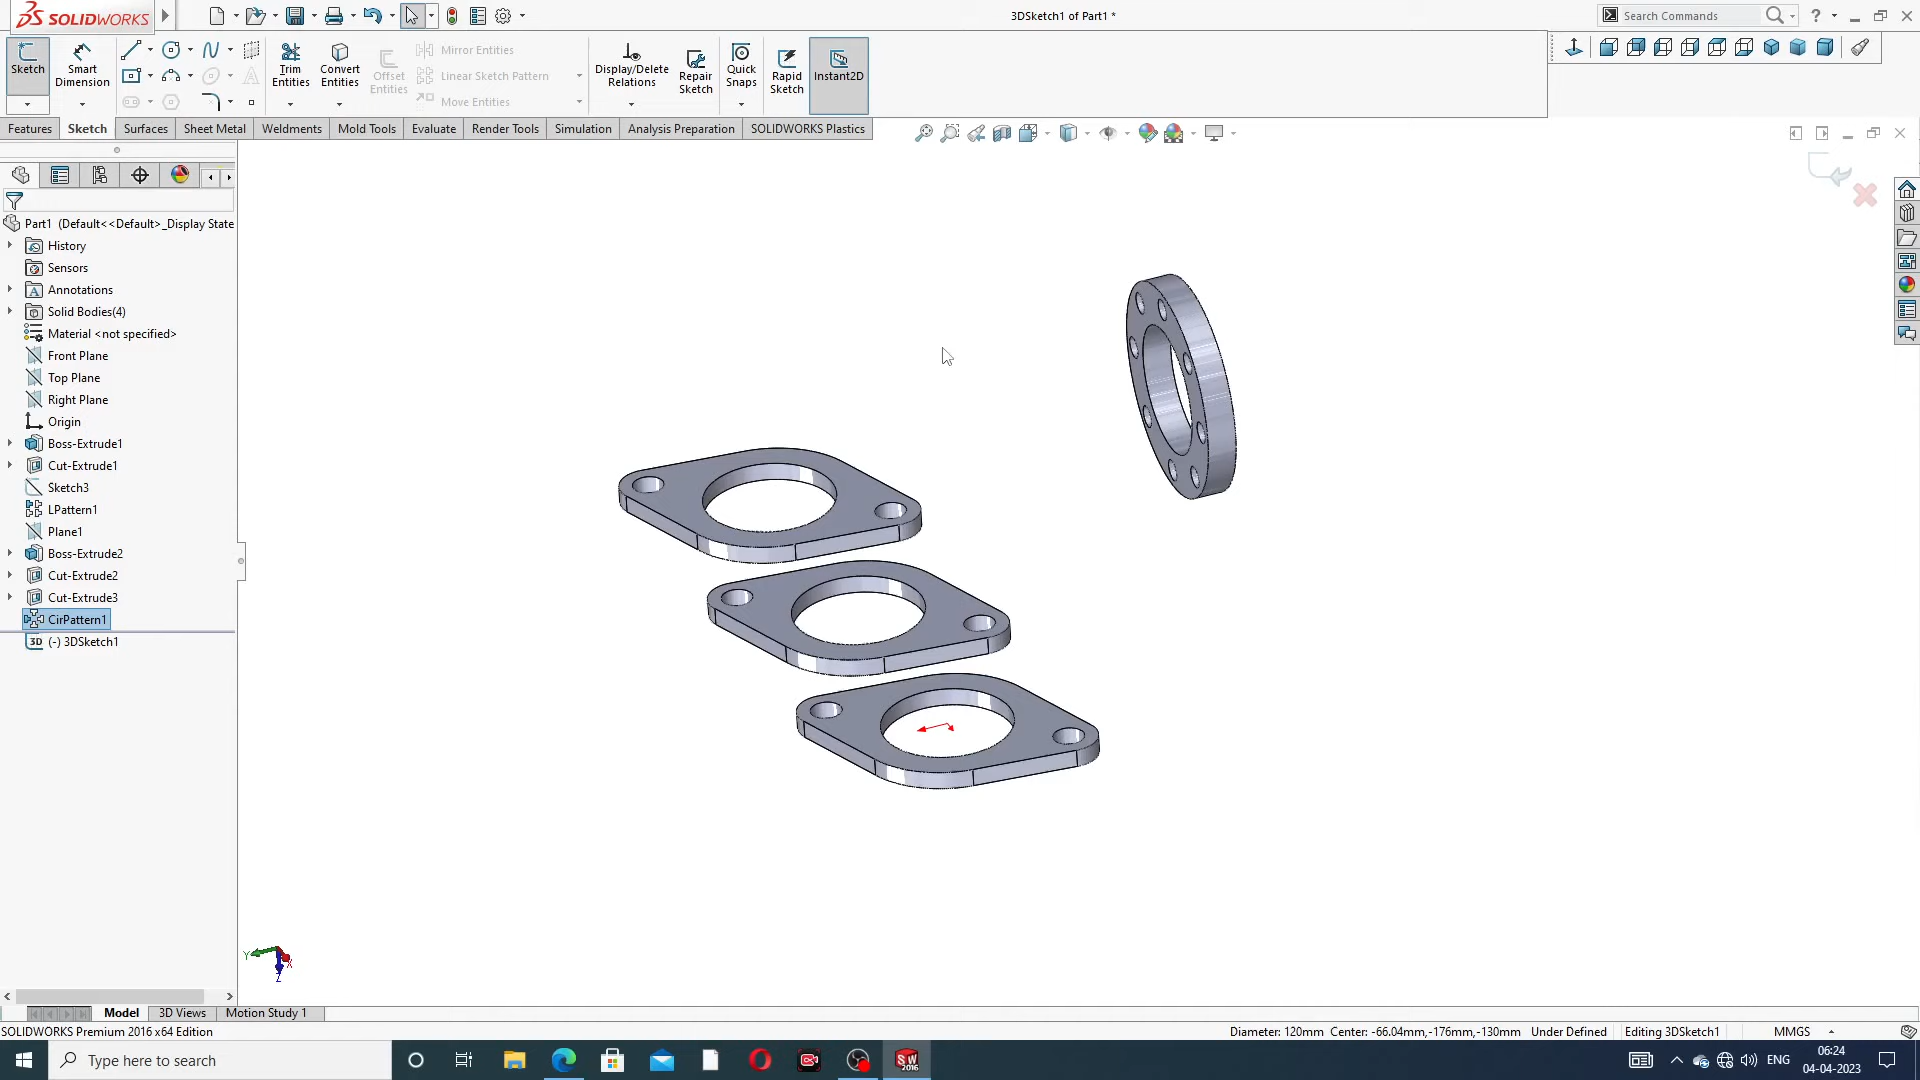 SOLIDWORKS
3DSketch1 of Part1 *
Search Commands
?
Sketch
Smart Dimension
Trim Entities
Convert Entities
Offset Entities
Mirror Entities
Linear Sketch Pattern
Move Entities
Display/Delete Relations
Repair Sketch
Quick Snaps
Rapid Sketch
Instant2D
Features
Sketch
Surfaces
Sheet Metal
Weldments
Mold Tools
Evaluate
Render Tools
Simulation
Analysis Preparation
SOLIDWORKS Plastics
Part1 (Default<<Default>_Display State
History
Sensors
A
Annotations
Solid Bodies(4)
Material <not specified>
Front Plane
Top Plane
Right Plane
Origin
Boss-Extrude1
Cut-Extrude1
Sketch3
LPattern1
Plane1
Boss-Extrude2
Cut-Extrude2
Cut-Extrude3
CirPattern1
3D (-) 3DSketch1
Y
X
Z
Model
3D Views
Motion Study 1
SOLIDWORKS Premium 2016 x64 Edition
Diameter: 120mm Center: -66.04mm,-176mm,-130mm
Under Defined
Editing 3DSketch1
MMGS
Type here to search
SW
2016
ENG
06:24
04-04-2023